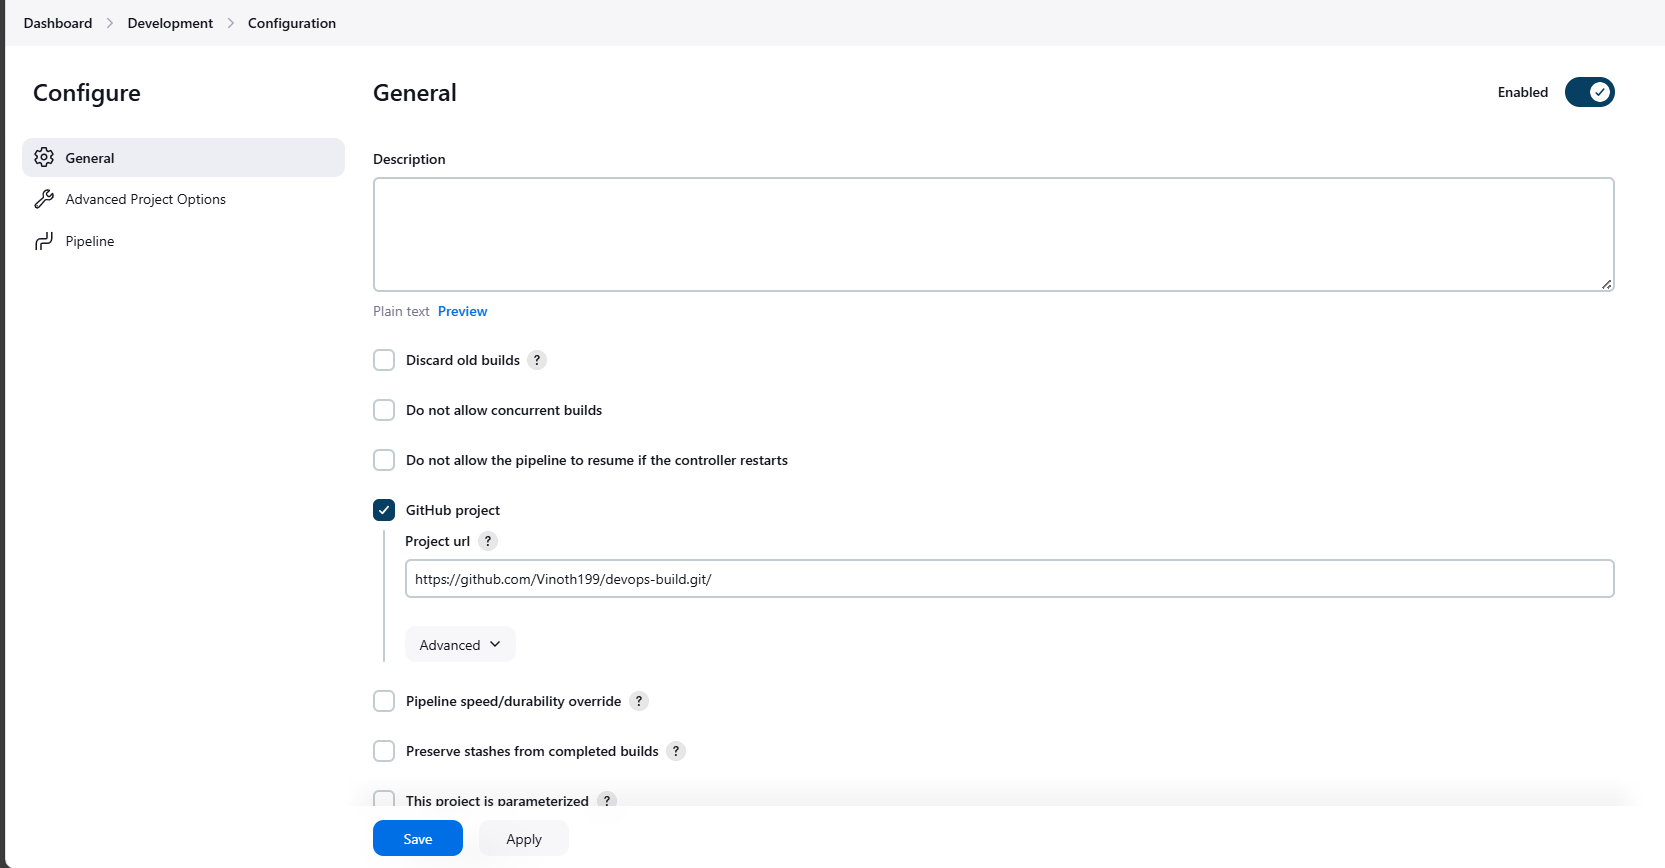 Dashboard > Development > Configuration
Configure
General
Advanced Project Options
Pipeline
General
Enabled
Description
Plain text Preview
Discard old builds ?
Do not allow concurrent builds
Do not allow the pipeline to resume if the controller restarts
GitHub project
Project url ?
https://github.com/Vinoth199/devops-build.git/
Advanced
Pipeline speed/durability override ?
Preserve stashes from completed builds ?
This project is parameterized ?
Save Apply